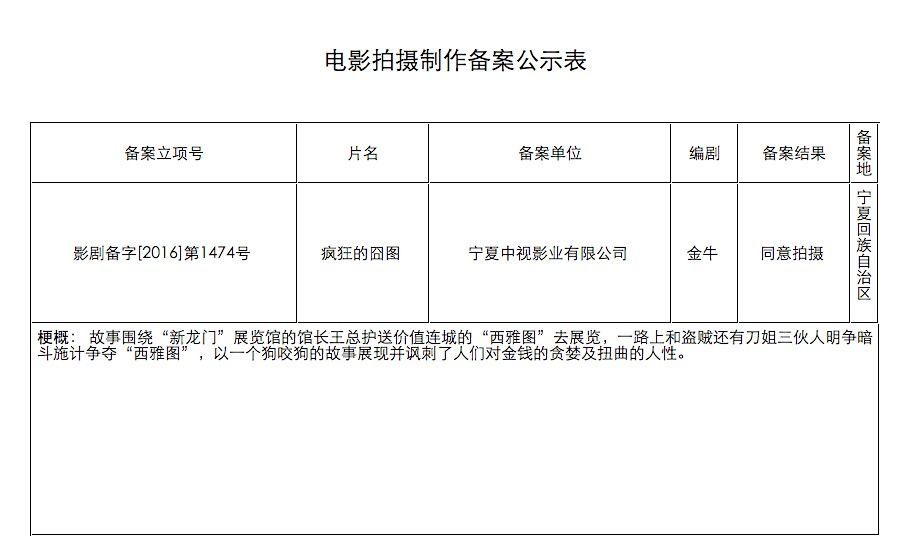 电影拍摄制作备案公示表
备案立项号 片名 备案单位 编剧 备案结果 备案地
影剧备字[2016]第1474号 疯狂的囧图 宁夏中视影业有限公司 金牛 同意拍摄 宁夏回族自治区
梗概： 故事围绕“新龙门”展览馆的馆长王总护送价值连城的“西雅图”去展览，一路上和盗贼还有刀姐三伙人明争暗
斗施计争夺“西雅图”，以一个狗咬狗的故事展现并讽刺了人们对金钱的贪婪及扭曲的人性。